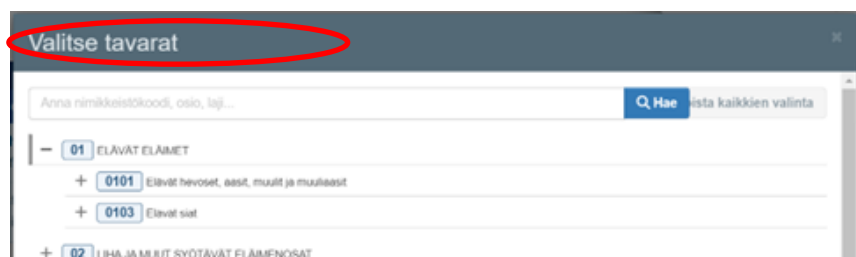 Valitse tavarat
Anna nimikkeistökoodi, osio, laji...
Hae
ista kaikkien valinta
01 ELÄVÄT ELÄIMET
0101 Elävät hevoset, aasit, muulit ja muuliaasit
0103 Elävät siat
02 LIHA JA MUUT SYÖTÄVÄT ELÄIMENOSAT